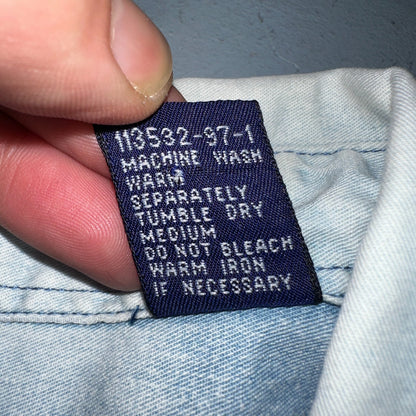 113532-97-1
MACHINE WASH
WARM
SEPARATELY
TUMBLE DRY
MEDIUM
DO NOT BLEACH
WARM IRON
IF NECESSARY